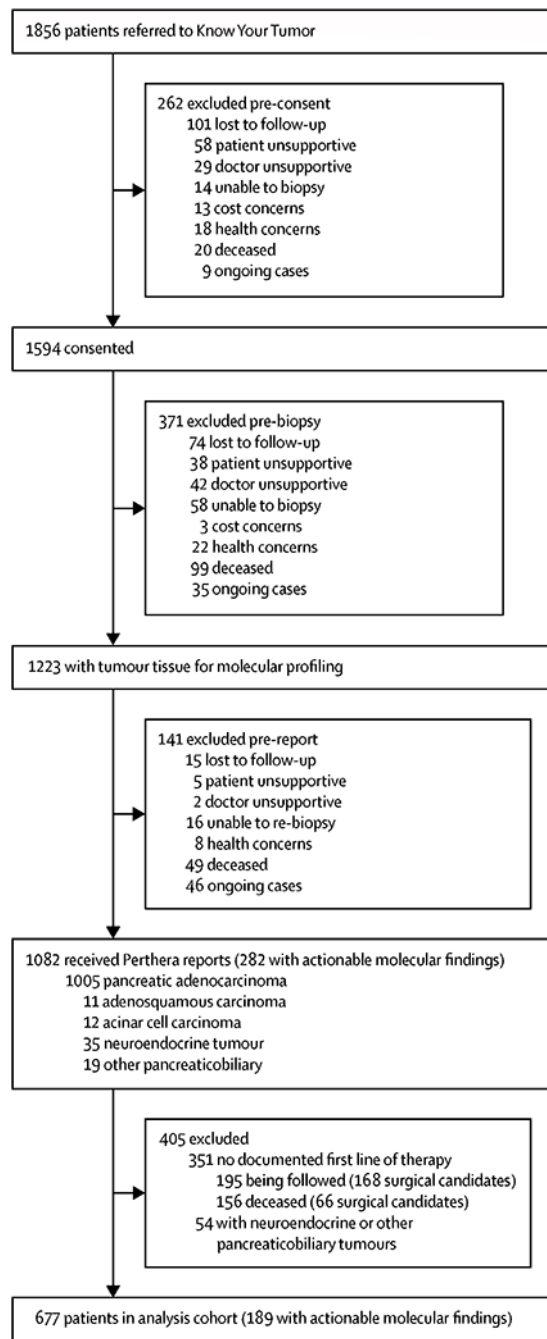 1856 patients referred to Know Your Tumor
262 excluded pre-consent
101 lost to follow-up
58 patient unsupportive
29 doctor unsupportive
14 unable to biopsy
13 cost concerns
18 health concerns
20 deceased
9 ongoing cases
1594 consented
371 excluded pre-biopsy
74 lost to follow-up
38 patient unsupportive
42 doctor unsupportive
58 unable to biopsy
3 cost concerns
22 health concerns
99 deceased
35 ongoing cases
1223 with tumour tissue for molecular profiling
141 excluded pre-report
15 lost to follow-up
5 patient unsupportive
2 doctor unsupportive
16 unable to re-biopsy
8 health concerns
49 deceased
46 ongoing cases
1082 received Perthera reports (282 with actionable molecular findings)
1005 pancreatic adenocarcinoma
11 adenosquamous carcinoma
12 acinar cell carcinoma
35 neuroendocrine tumour
19 other pancreaticobiliary
405 excluded
351 no documented first line of therapy
195 being followed (168 surgical candidates)
156 deceased (66 surgical candidates)
54 with neuroendocrine or other
pancreaticobiliary tumours
677 patients in analysis cohort (189 with actionable molecular findings)